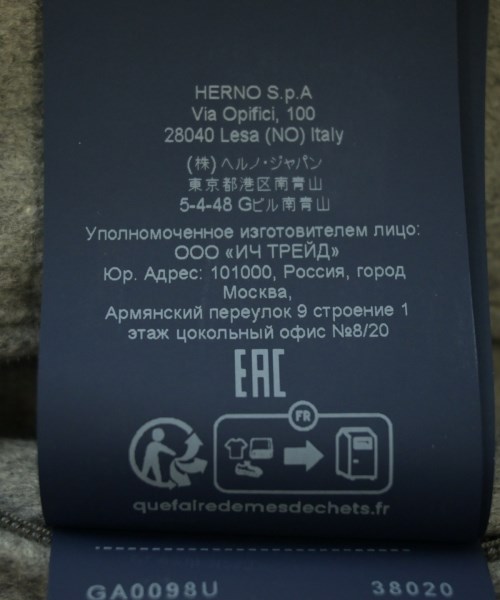 HERNO S.p.A
Via Opifici, 100
28040 Lesa (NO) Italy
(株) ヘルノ・ジャパン
東京都港区南青山
5-4-48 Gビル南青山
Уполномоченное изготовителем лицо:
ООО «ИЧ ТРЕЙД»
Юр. Адрес: 101000, Россия, город
Москва,
Армянский переулок 9 строение 1
этаж цокольный офис №8/20
EAC
FR
quefairedemesdechets.fr
GA0098U 38020